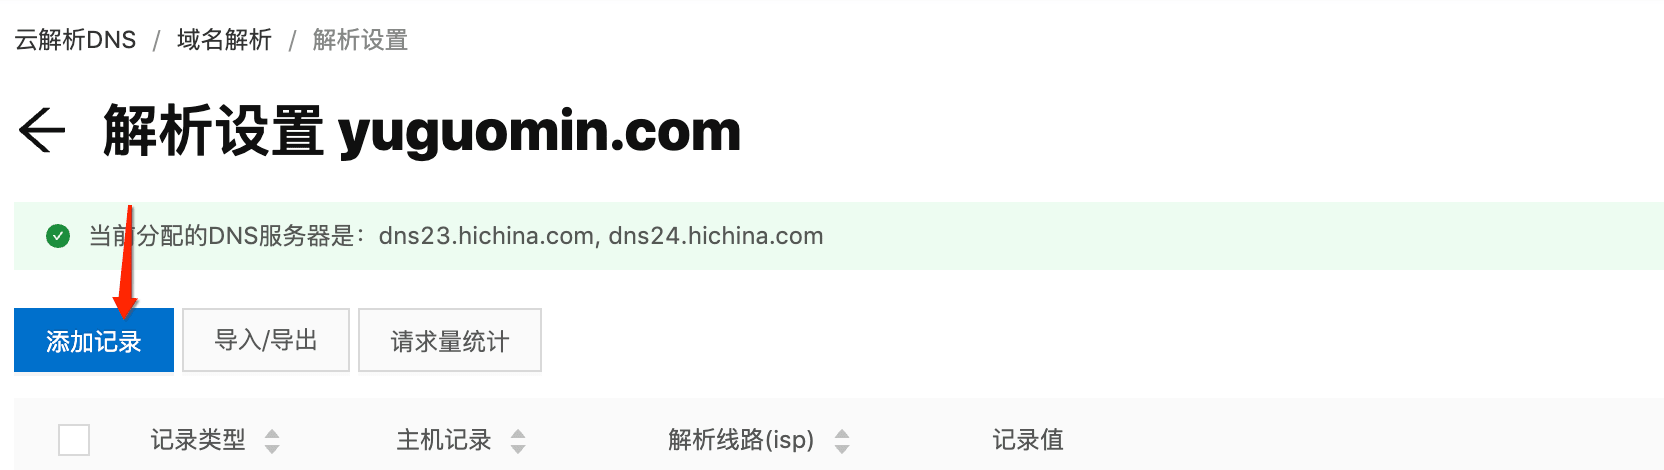 云解析DNS / 域名解析 / 解析设置
解析设置 yuguomin.com
当前分配的DNS服务器是：dns23.hichina.com, dns24.hichina.com
添加记录 导入/导出 请求量统计
记录类型 主机记录 解析线路(isp) 记录值